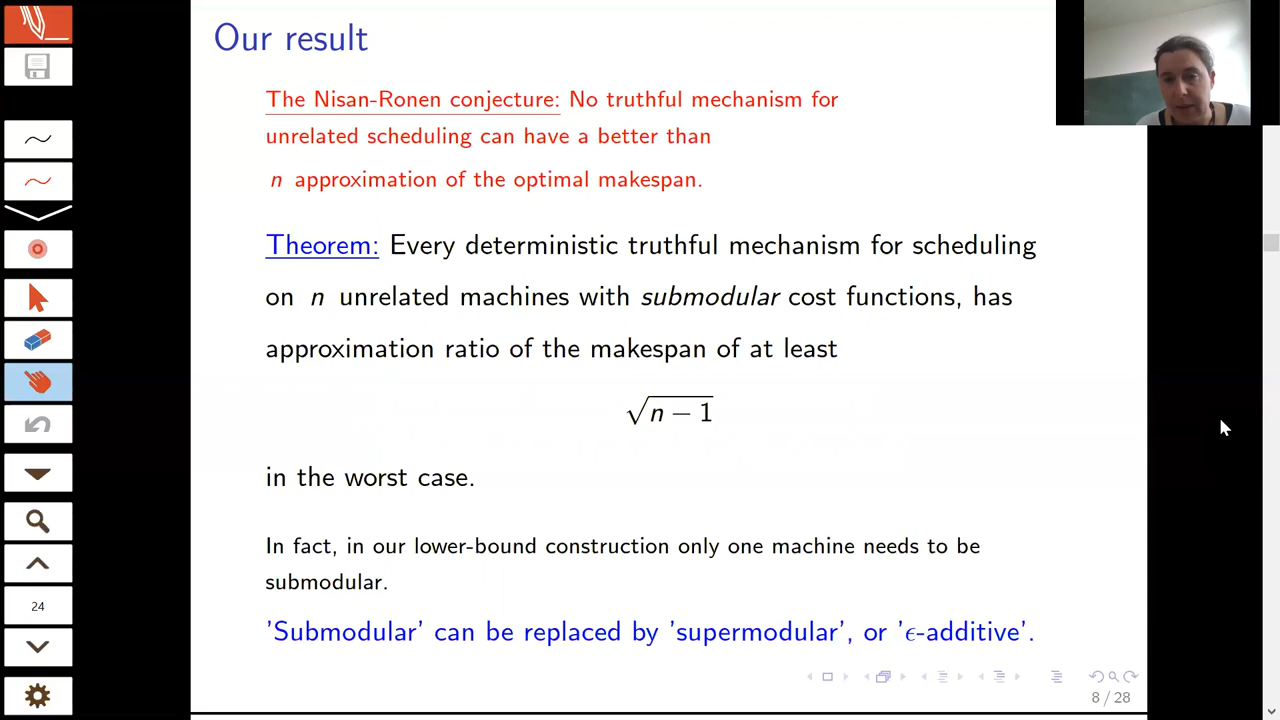 Our result
The Nisan-Ronen conjecture: No truthful mechanism for
unrelated scheduling can have a better than
n approximation of the optimal makespan.
Theorem: Every deterministic truthful mechanism for scheduling
on n unrelated machines with submodular cost functions, has
approximation ratio of the makespan of at least
√n − 1
in the worst case.
In fact, in our lower-bound construction only one machine needs to be
submodular.
'Submodular' can be replaced by 'supermodular', or 'ϵ-additive'.
24
8 / 28